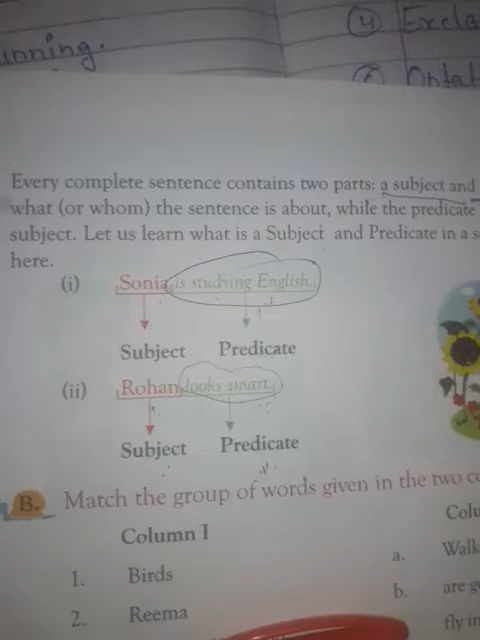 unning.
4 Excla
Every complete sentence contains two parts: a subject and
what (or whom) the sentence is about, while the predicate
subject. Let us learn what is a Subject and Predicate in a s
here.
(i) Sonia is studying English.
Subject Predicate
(ii) Rohan looks smart.
Subject Predicate
B. Match the group of words given in the two co
Column I Colu
1. Birds a. Walk
2. Reema b. are g
fly in